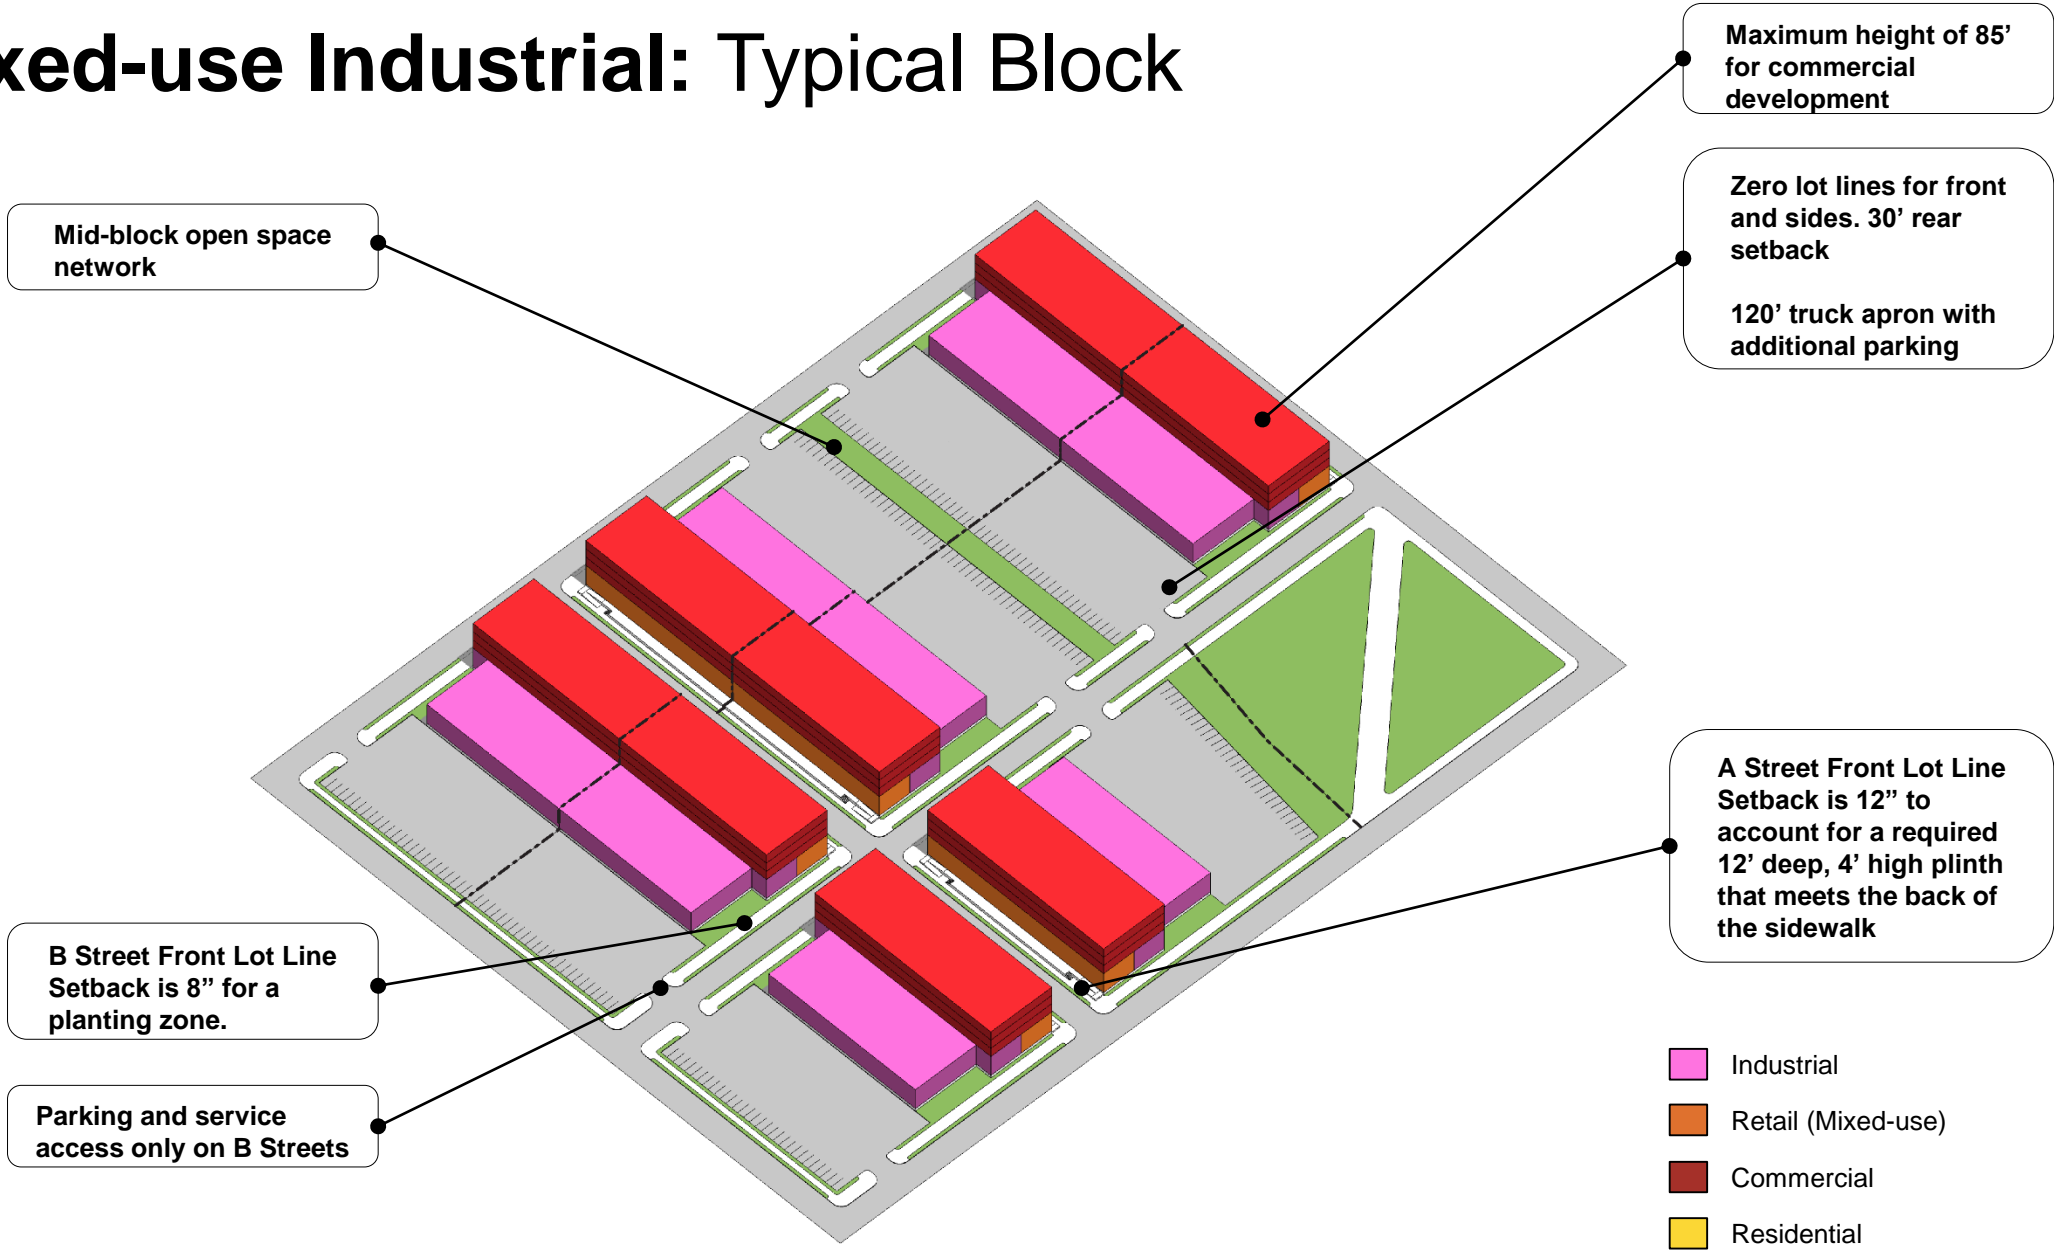 xed-use Industrial: Typical Block
Maximum height of 85’
for commercial
development
Zero lot lines for front
and sides. 30’ rear
setback
120’ truck apron with
additional parking
Mid-block open space
network
A Street Front Lot Line
Setback is 12” to
account for a required
12’ deep, 4’ high plinth
that meets the back of
the sidewalk
B Street Front Lot Line
Setback is 8” for a
planting zone.
Parking and service
access only on B Streets
Industrial
Retail (Mixed-use)
Commercial
Residential